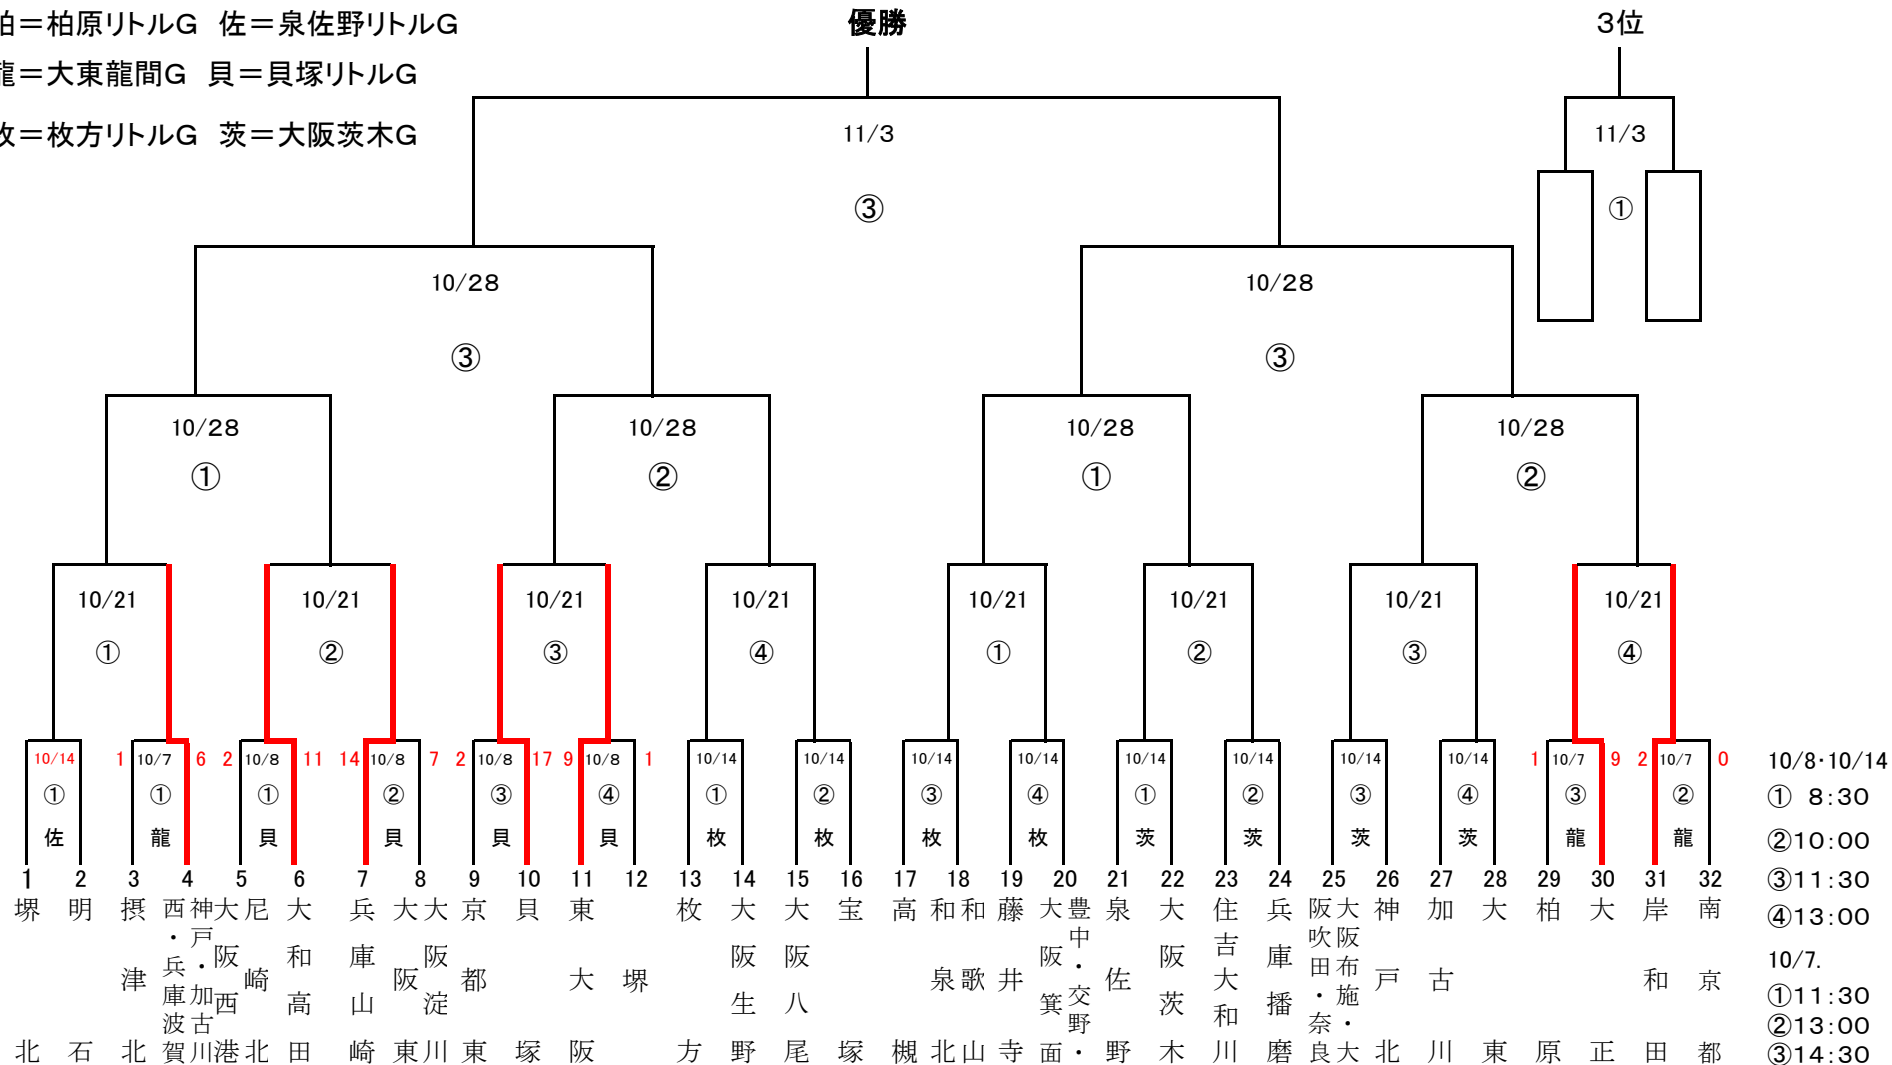 柏＝柏原リトルG 佐＝泉佐野リトルG
龍＝大東龍間G 貝＝貝塚リトルG
枚＝枚方リトルG 茨＝大阪茨木G
優勝
3位
11/3
③
11/3
①
10/28
③
10/28
③
10/28
①
10/28
②
10/28
①
10/28
②
10/21
①
10/21
②
10/21
③
10/21
④
10/21
①
10/21
②
10/21
③
10/21
④
10/14
①
佐
1 10/7 6
①
龍
2 10/8 11
①
貝
14 10/8 7
②
貝
2 10/8 17
③
貝
9 10/8 1
④
貝
10/14
①
枚
10/14
②
枚
10/14
③
枚
10/14
④
枚
10/14
①
茨
10/14
②
茨
10/14
③
茨
10/14
④
茨
1 10/7 9
③
龍
2 10/7 0
②
龍
1
堺北
2
明石
3
摂津北
4
神戸・加古川
西・兵庫波賀
5
尼崎北
大阪西港
6
大和高田
7
兵庫山崎
8
大阪淀川
大阪東
9
京都東
10
貝塚
11
東大阪
12
堺
13
枚方
14
大阪生野
15
大阪八尾
16
宝塚
17
高槻
18
和歌山
和泉北
19
藤井寺
20
豊中・交野・
大阪箕面
21
泉佐野
22
大阪茨木
23
住吉大和川
24
兵庫播磨
25
大阪布施・大
阪吹田・奈良
26
神戸北
27
加古川
28
大東
29
柏原
30
大正
31
岸和田
32
南京都
10/8・10/14
① 8:30
②10:00
③11:30
④13:00
10/7.
①11:30
②13:00
③14:30